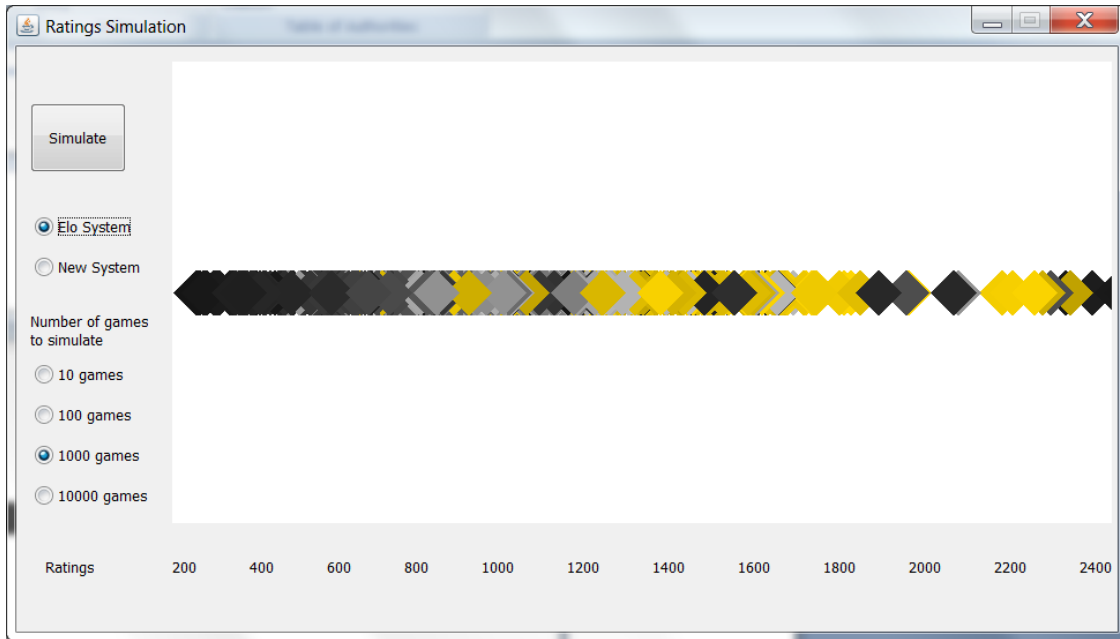 Ratings Simulation
Simulate
Elo System
New System
Number of games
to simulate
10 games
100 games
1000 games
10000 games
Ratings 200 400 600 800 1000 1200 1400 1600 1800 2000 2200 2400